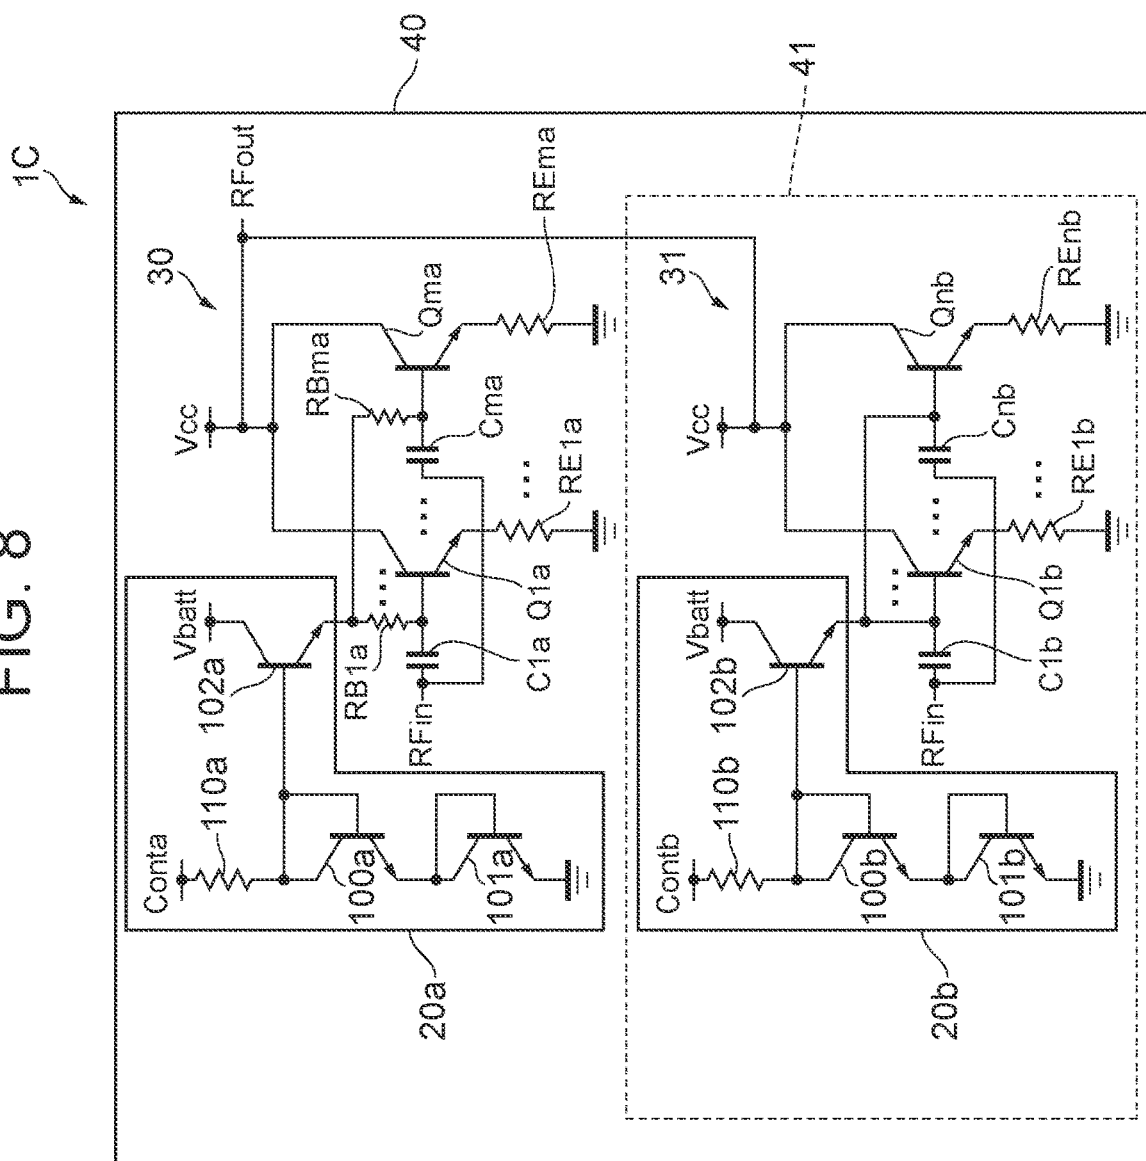 FIG. 8
1C
40
41
30
RFout
Vcc
Qma
REma
RBma
Cma
RE1a
Vbatt
102a
RB1a
C1a
Q1a
RFin
Conta
110a
100a
101a
20a
31
Vcc
Qnb
REnb
Cnb
RE1b
Vbatt
102b
C1b
Q1b
RFin
Contb
110b
100b
101b
20b